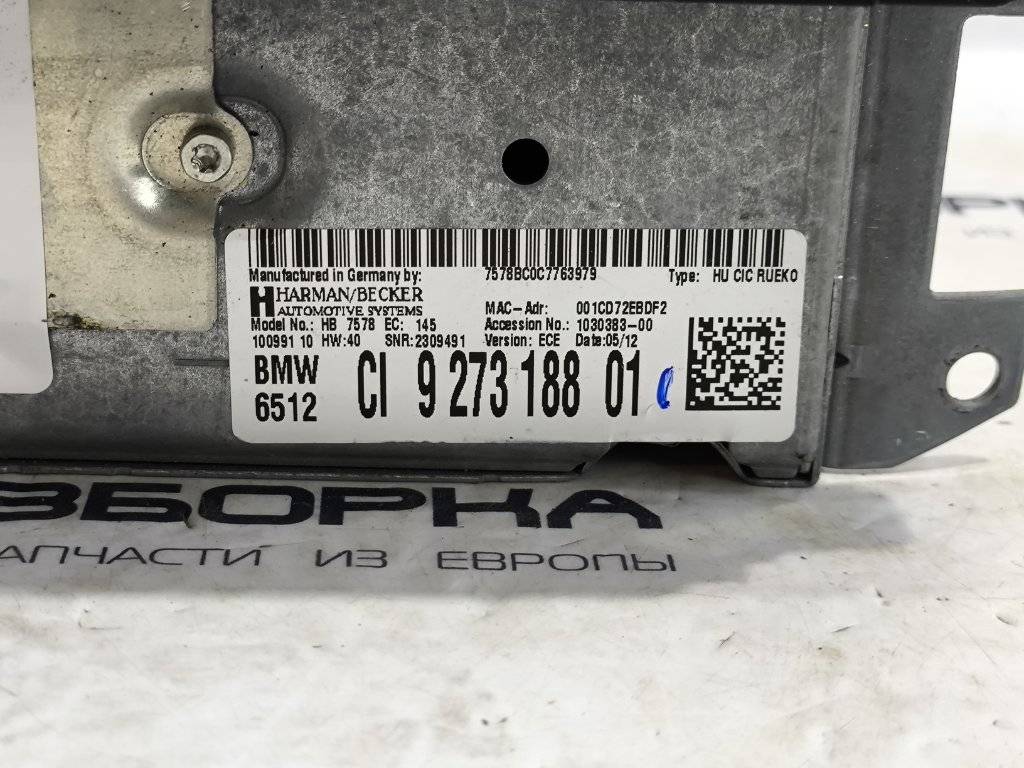 Manufactured in Germany by: 7578BC0C7763979 Type: HU CIC RUEKO
HARMAN/BECKER
AUTOMOTIVE SYSTEMS
MAC-Adr: 001CD72EBDF2
Model No.: HB 7578 EC: 145 Accession No.: 1030383-00
100991 10 HW:40 SNR:2309491 Version: ECE Date:05/12
BMW CI 9 273 188 01
6512
ЗБОРКА
АПЧАСТИ ИЗ ЕВРОПЫ